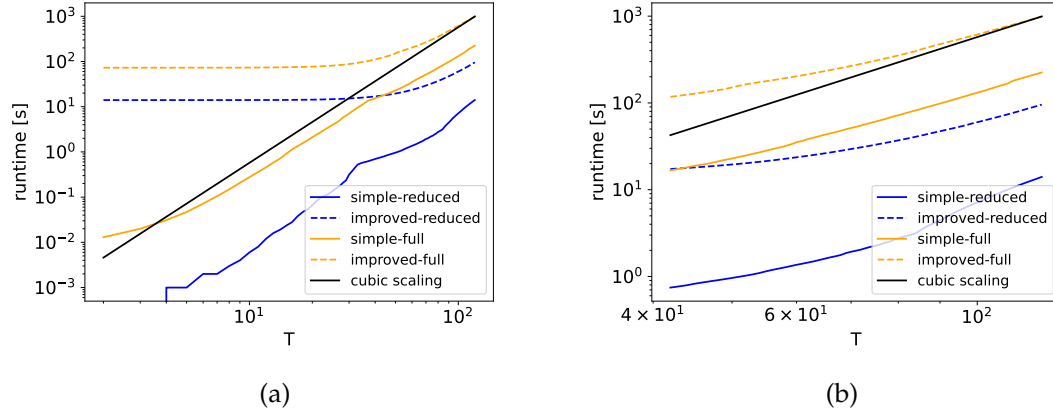 10^3
10^2
10^1
10^0
10^−1
10^−2
10^−3
runtime [s]
10^1
10^2
T
simple-reduced
improved-reduced
simple-full
improved-full
cubic scaling
(a)
10^3
10^2
10^1
10^0
runtime [s]
4 × 10^1
6 × 10^1
10^2
T
simple-reduced
improved-reduced
simple-full
improved-full
cubic scaling
(b)